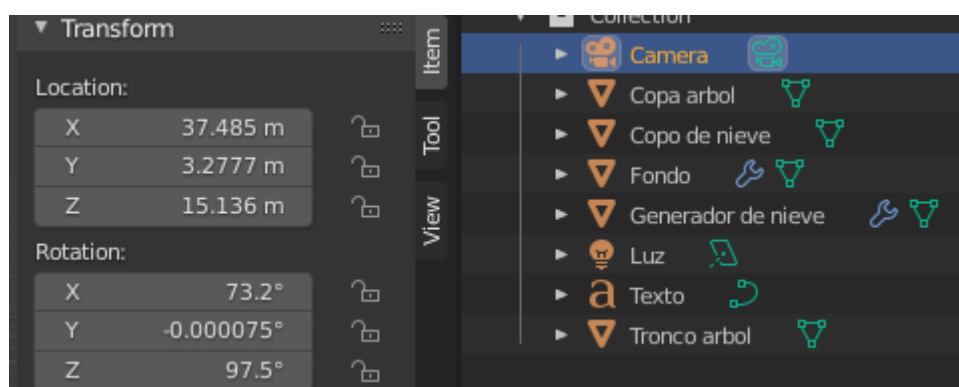 Transform
Location:
X 37.485 m
Y 3.2777 m
Z 15.136 m
Rotation:
X 73.2°
Y -0.000075°
Z 97.5°
Item
Tool
View
Collection
Camera
Copa arbol
Copo de nieve
Fondo
Generador de nieve
Luz
a Texto
Tronco arbol